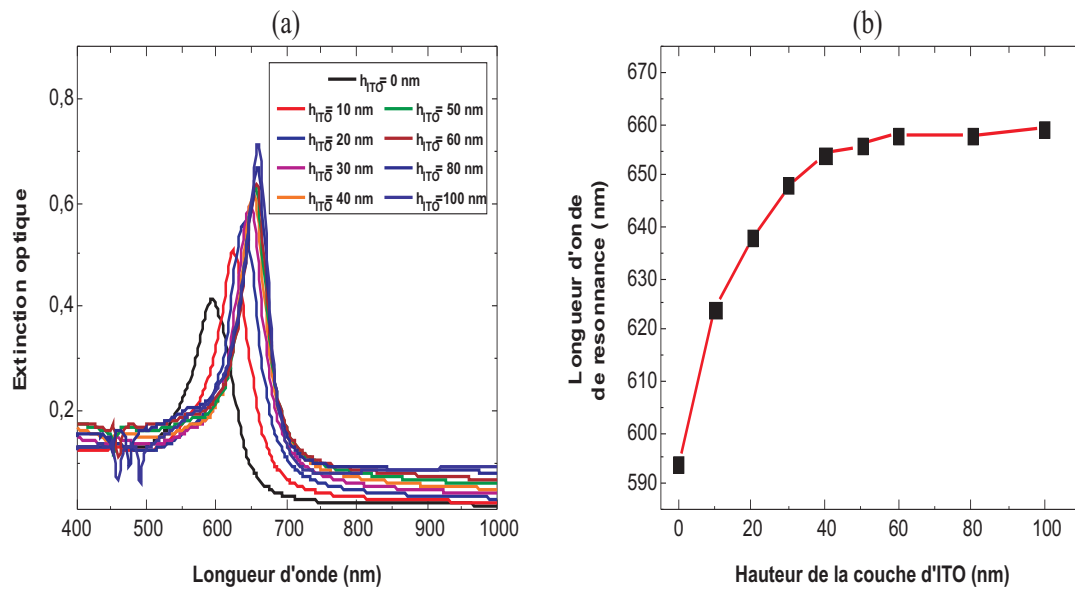 (a)
0,8
0,6
0,4
0,2
Extinction optique
h_ITO= 0 nm
h_ITO= 10 nm
h_ITO= 50 nm
h_ITO= 20 nm
h_ITO= 60 nm
h_ITO= 30 nm
h_ITO= 80 nm
h_ITO= 40 nm
h_ITO=100 nm
400 500 600 700 800 900 1000
Longueur d'onde (nm)
(b)
670
660
650
640
660
620
610
600
590
Longueur d'onde
de resonnance (nm)
0 20 40 60 80 100
Hauteur de la couche d'ITO (nm)